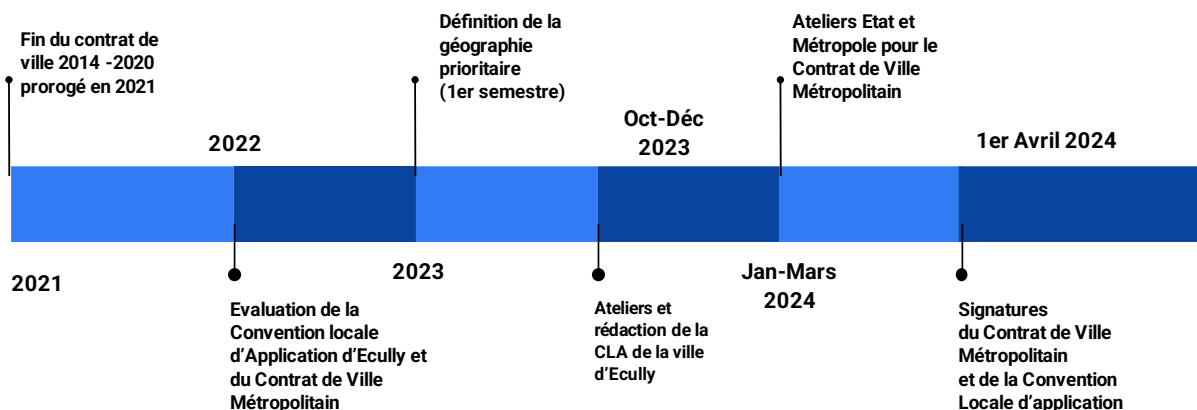 Fin du contrat de
ville 2014 -2020
prorogé en 2021
2021
2022
Evaluation de la
Convention locale
d’Application d’Ecully et
du Contrat de Ville
Métropolitain
Définition de la
géographie
prioritaire
(1er semestre)
2023
Oct-Déc
2023
Ateliers et
rédaction de la
CLA de la ville
d’Ecully
Ateliers Etat et
Métropole pour le
Contrat de Ville
Métropolitain
Jan-Mars
2024
1er Avril 2024
Signatures
du Contrat de Ville
Métropolitain
et de la Convention
Locale d’application